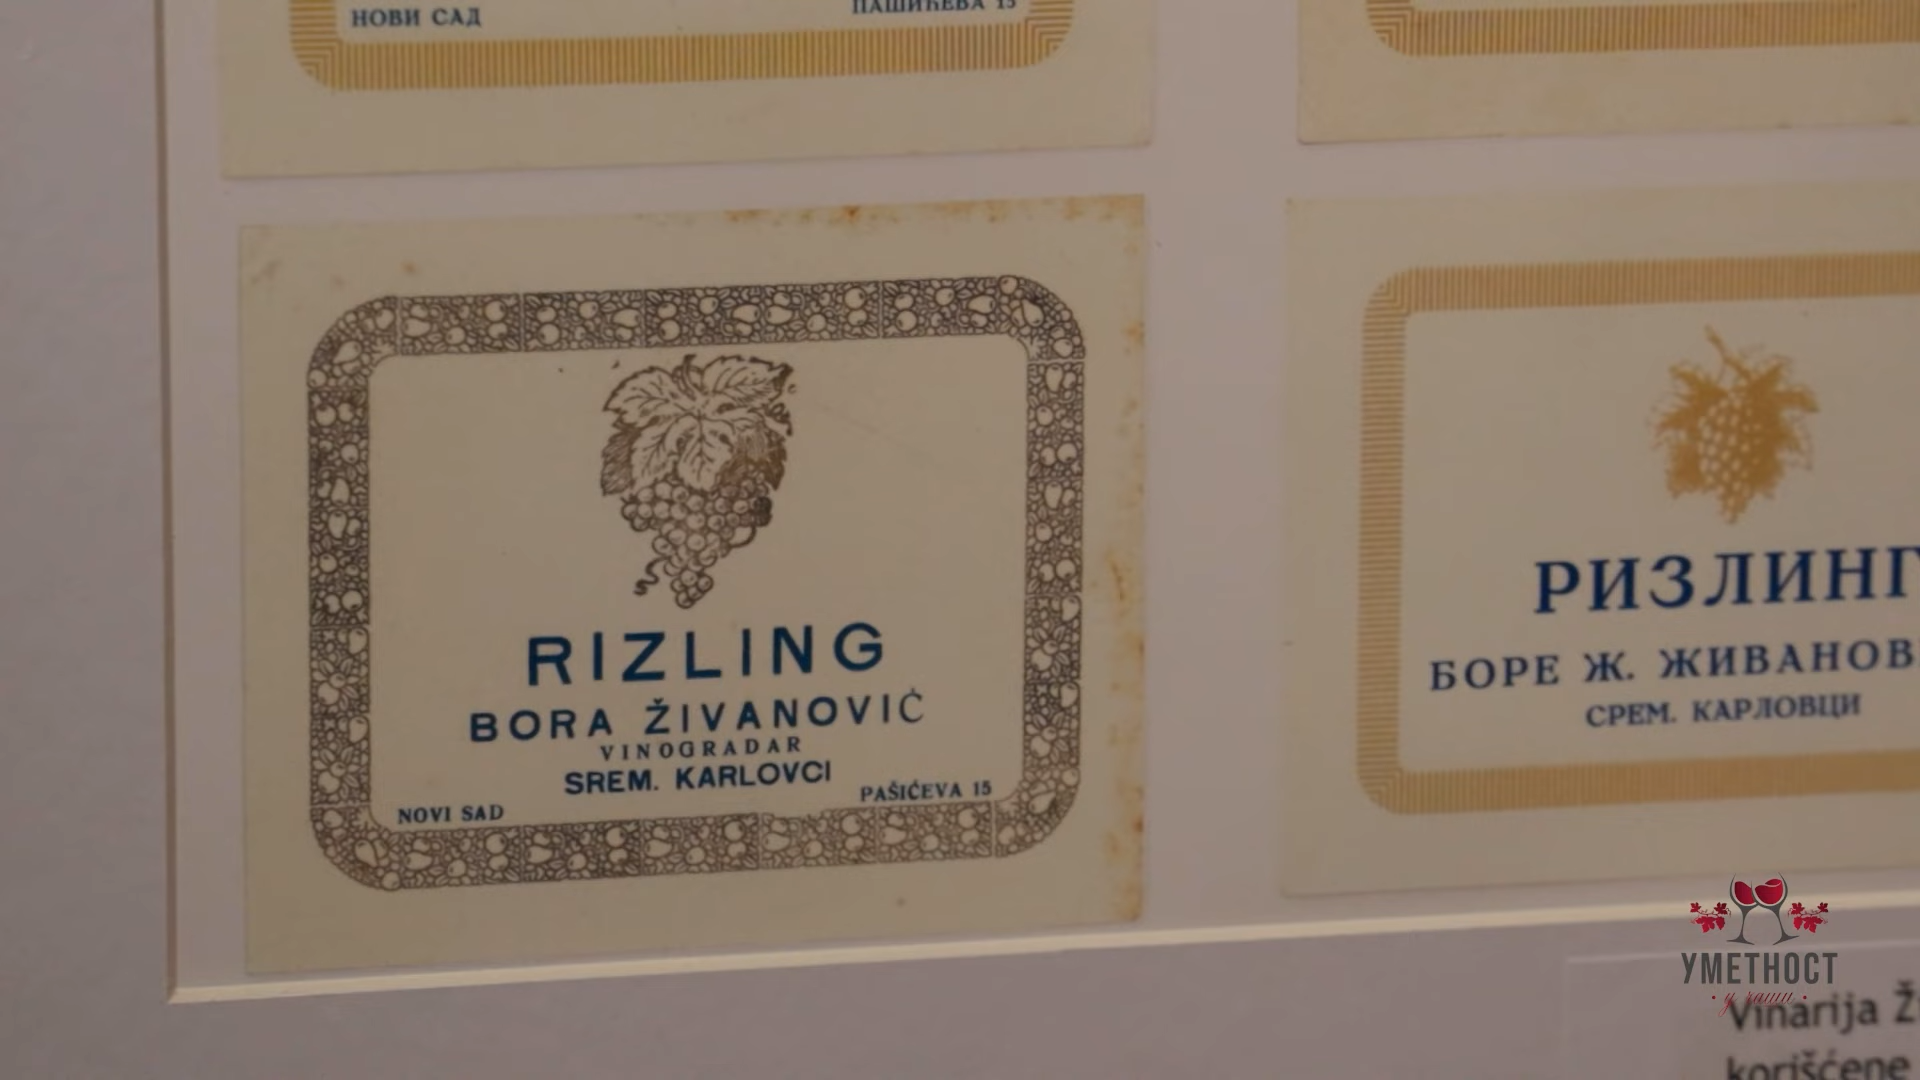 НОВИ САД
ПАШИЋЕВА 15
RIZLING
BORA ŽIVANOVIĆ
VINOGRADAR
SREM. KARLOVCI
NOVI SAD
PAŠIĆEVA 15
РИЗЛИНГ
БОРЕ Ж. ЖИВАНОВ
СРЕМ. КАРЛОВЦИ
УМЕТНОСТ
у чаши
Vinarija Ž
korišćene